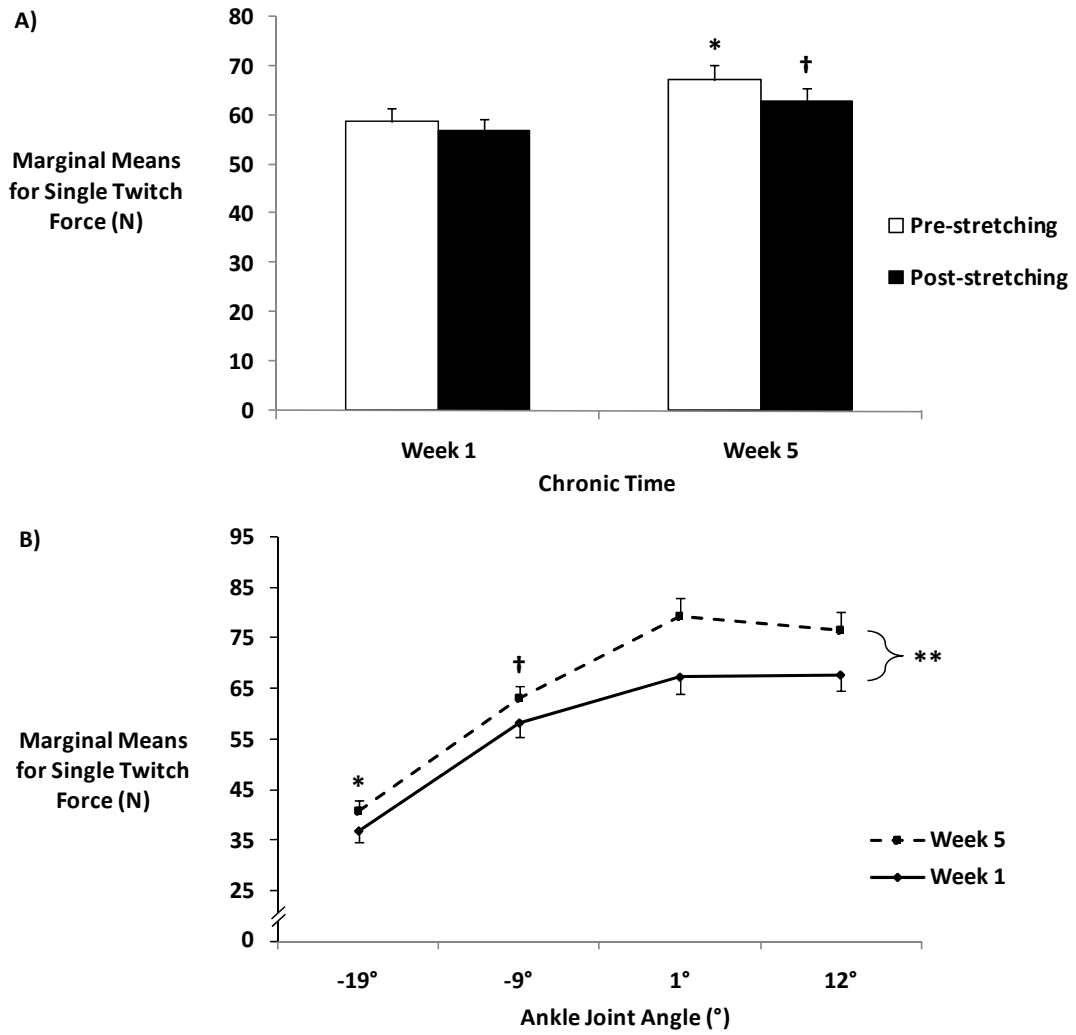 A)
80
70
60
50
40
30
20
10
0
Marginal Means
for Single Twitch
Force (N)
*
†
Pre-stretching
Post-stretching
Week 1
Week 5
Chronic Time
B)
95
85
75
65
55
45
35
25
0
Marginal Means
for Single Twitch
Force (N)
*
†
**
Week 5
Week 1
-19°
-9°
1°
12°
Ankle Joint Angle (°)